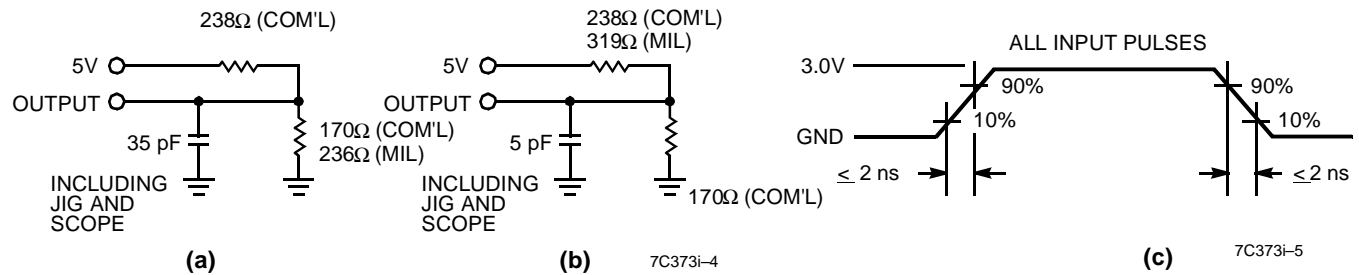 238Ω (COM'L)
5V
OUTPUT
35 pF
170Ω (COM'L)
236Ω (MIL)
INCLUDING
JIG AND
SCOPE
(a)
238Ω (COM'L)
319Ω (MIL)
5V
OUTPUT
5 pF
170Ω (COM'L)
INCLUDING
JIG AND
SCOPE
(b)
7C373i–4
ALL INPUT PULSES
3.0V
90%
10%
GND
90%
10%
≤ 2 ns
≤ 2 ns
(c)
7C373i–5